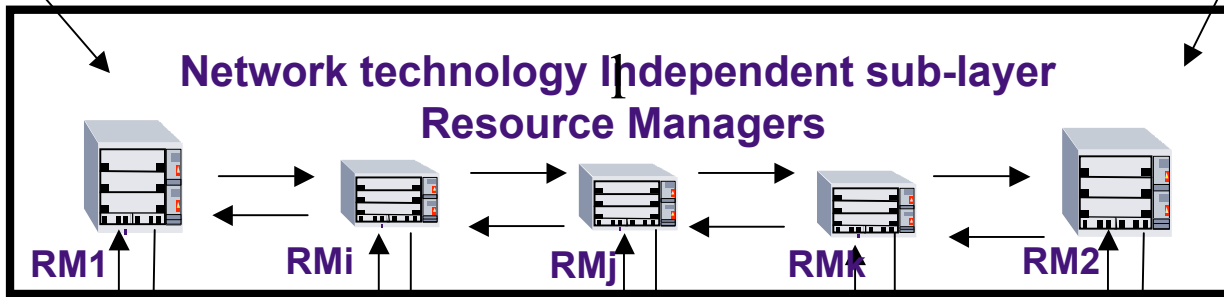 Network technology Independent sub-layer
l
Resource Managers
RM1 RMi RMj RMk RM2